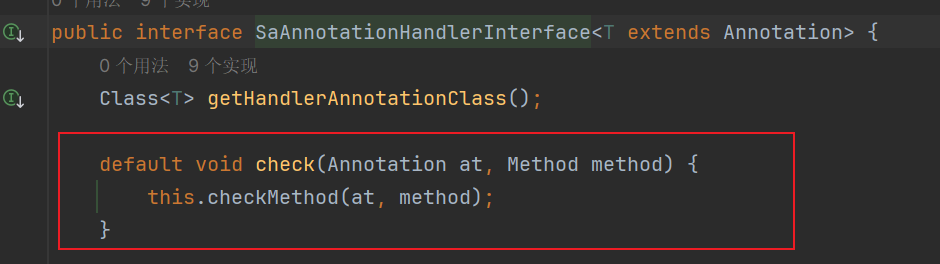 0 个用法 9 个实现
public interface SaAnnotationHandlerInterface<T extends Annotation> {
0 个用法 9 个实现
Class<T> getHandlerAnnotationClass();
default void check(Annotation at, Method method) {
this.checkMethod(at, method);
}